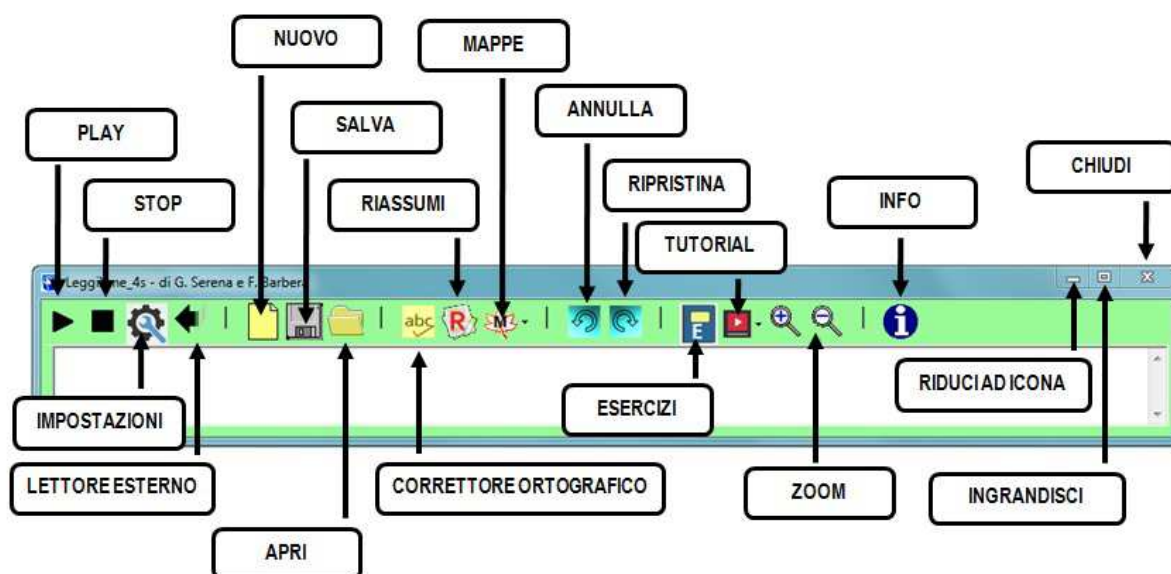 NUOVO
MAPPE
PLAY
SALVA
ANNULLA
CHIUDI
STOP
RIASSUMI
RIPRISTINA
INFO
TUTORIAL
Leggixme_4s - di G. Serena e F. Barbera
abc
R
M
E
i
IMPOSTAZIONI
ESERCIZI
RIDUCI AD ICONA
LETTORE ESTERNO
CORRETTORE ORTOGRAFICO
ZOOM
INGRANDISCI
APRI